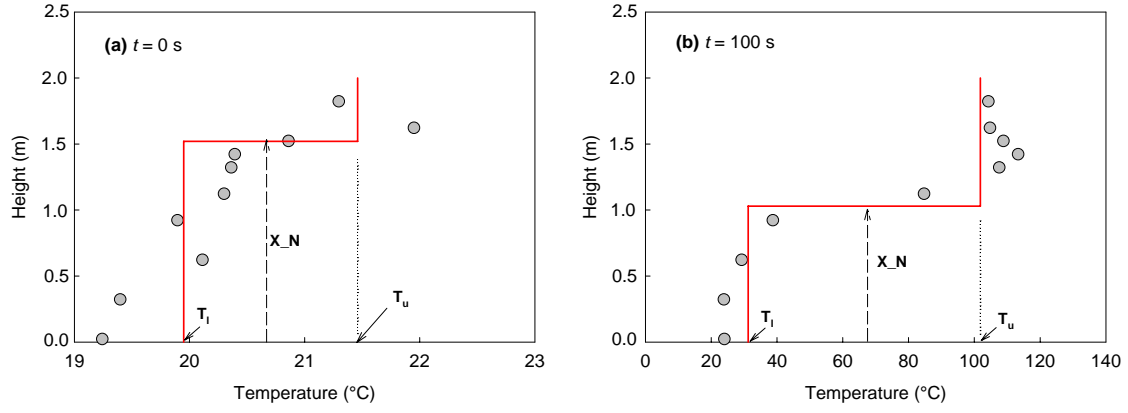 2.5
(a) t = 0 s
2.0
1.5
1.0
0.5
0.0
Height (m)
X_N
T_l
T_u
19 20 21 22 23
Temperature (°C)
2.5
(b) t = 100 s
2.0
1.5
1.0
0.5
0.0
Height (m)
X_N
T_l
T_u
0 20 40 60 80 100 120 140
Temperature (°C)